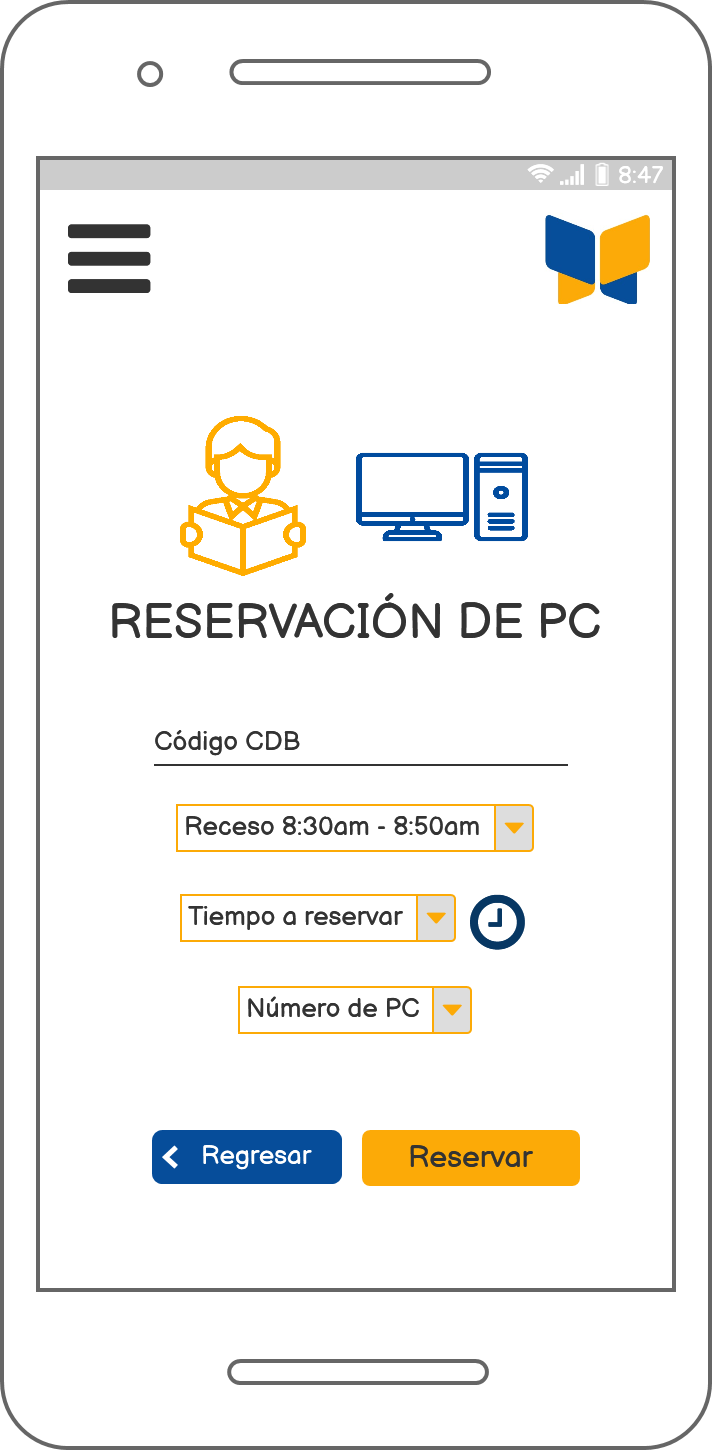 8:47
RESERVACIÓN DE PC
Código CDB
Receso 8:30am - 8:50am
Tiempo a reservar
Número de PC
Regresar
Reservar